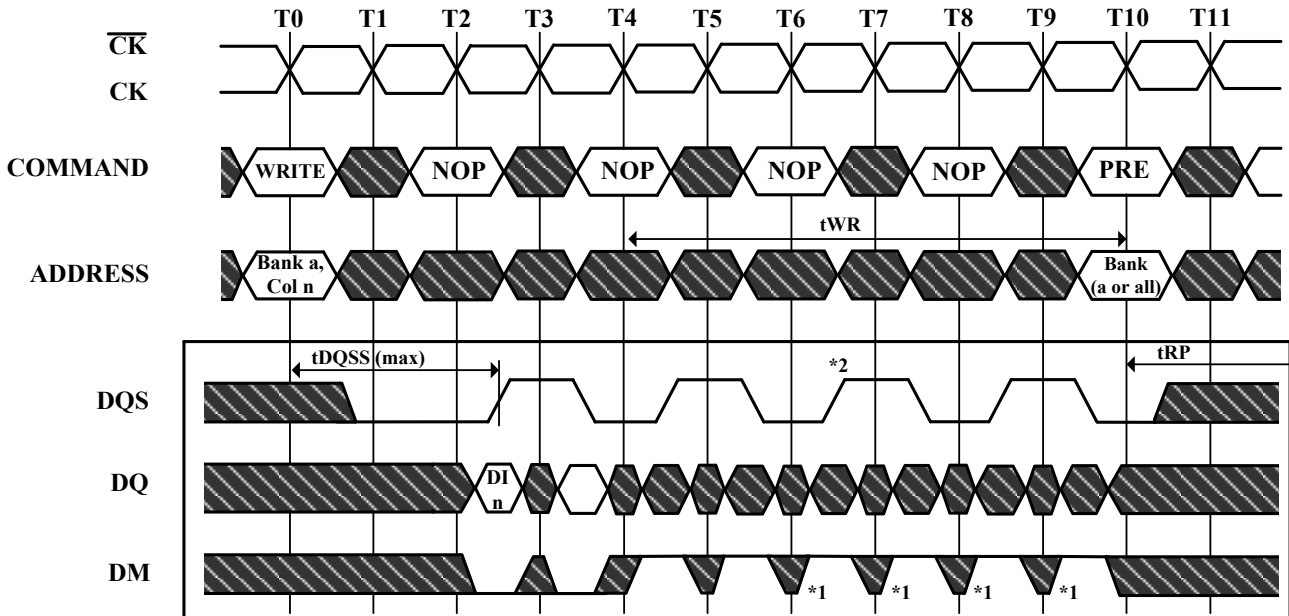 T0 T1 T2 T3 T4 T5 T6 T7 T8 T9 T10 T11
CK
CK
COMMAND WRITE NOP NOP NOP NOP PRE
tWR
ADDRESS Bank a, Col n Bank (a or all)
tDQSS (max) *2 tRP
DQS
DQ DI n
DM *1 *1 *1 *1